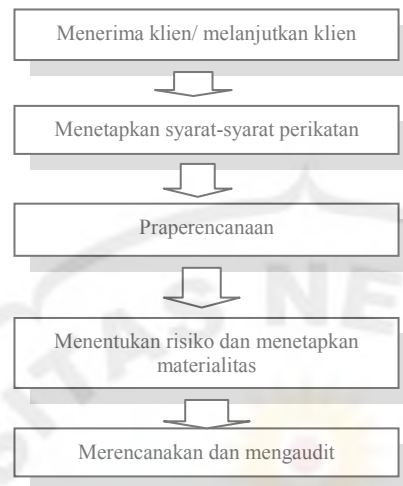 Menerima klien/ melanjutkan klien
Menetapkan syarat-syarat perikatan
Praperencanaan
Menentukan risiko dan menetapkan
materialitas
Merencanakan dan mengaudit